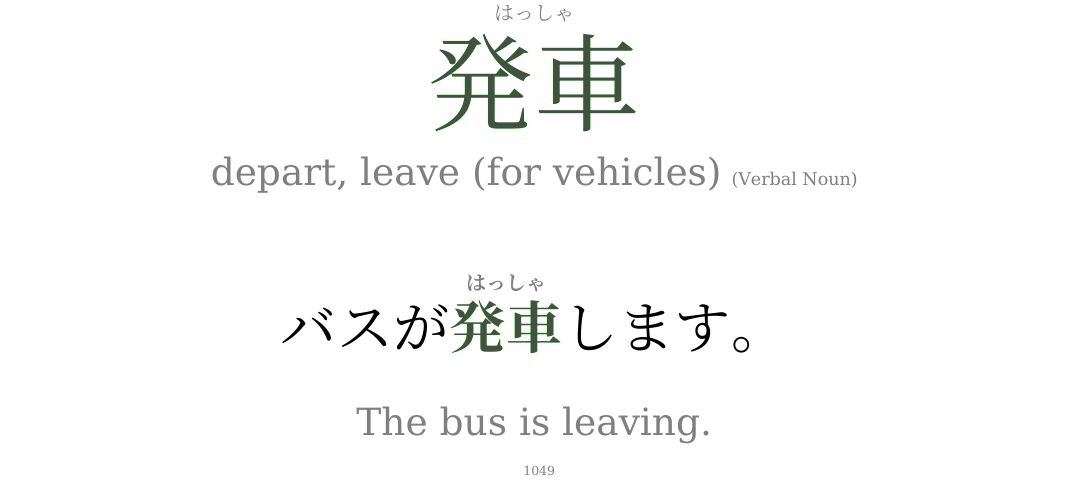 はっしゃ
発車
depart, leave (for vehicles) (Verbal Noun)
はっしゃ
バスが発車します。
The bus is leaving.
1049